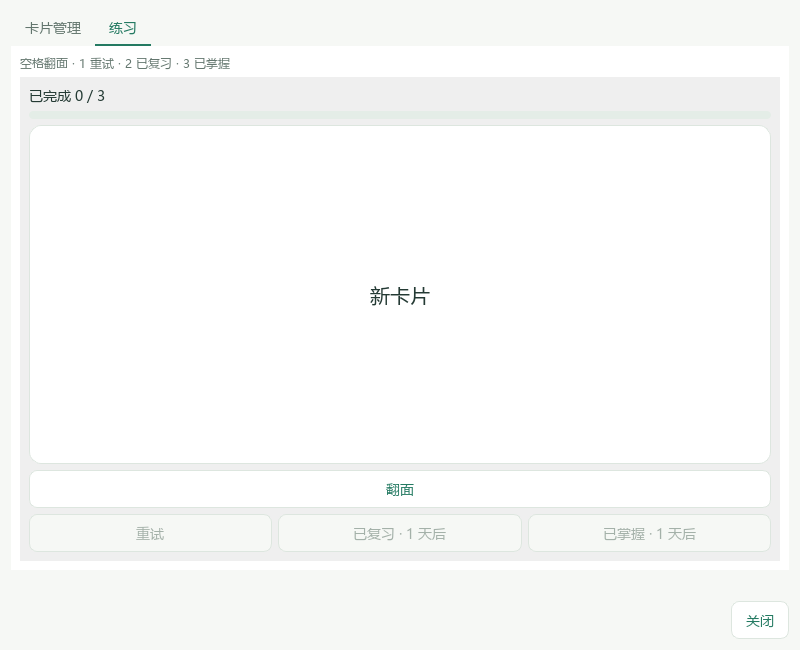 卡片管理 练习
空格翻面 · 1 重试 · 2 已复习 · 3 已掌握
已完成 0 / 3
新卡片
翻面
重试 已复习 · 1 天后 已掌握 · 1 天后
关闭